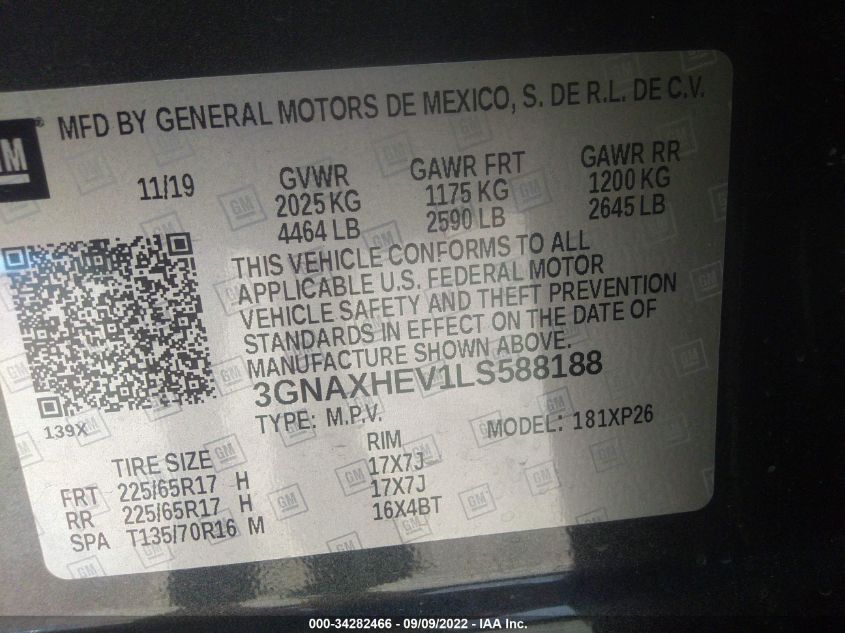 GM ®
MFD BY GENERAL MOTORS DE MEXICO, S. DE R.L. DE C.V.
11/19 GVWR GAWR FRT GAWR RR
2025 KG 1175 KG 1200 KG
4464 LB 2590 LB 2645 LB
THIS VEHICLE CONFORMS TO ALL
APPLICABLE U.S. FEDERAL MOTOR
VEHICLE SAFETY AND THEFT PREVENTION
STANDARDS IN EFFECT ON THE DATE OF
MANUFACTURE SHOWN ABOVE.
3GNAXHEV1LS588188
139X
TYPE: M.P.V. MODEL: 181XP26
TIRE SIZE RIM
FRT 225/65R17 H 17X7J
RR 225/65R17 H 17X7J
SPA T135/70R16 M 16X4BT
000-34282466 - 09/09/2022 - IAA Inc.